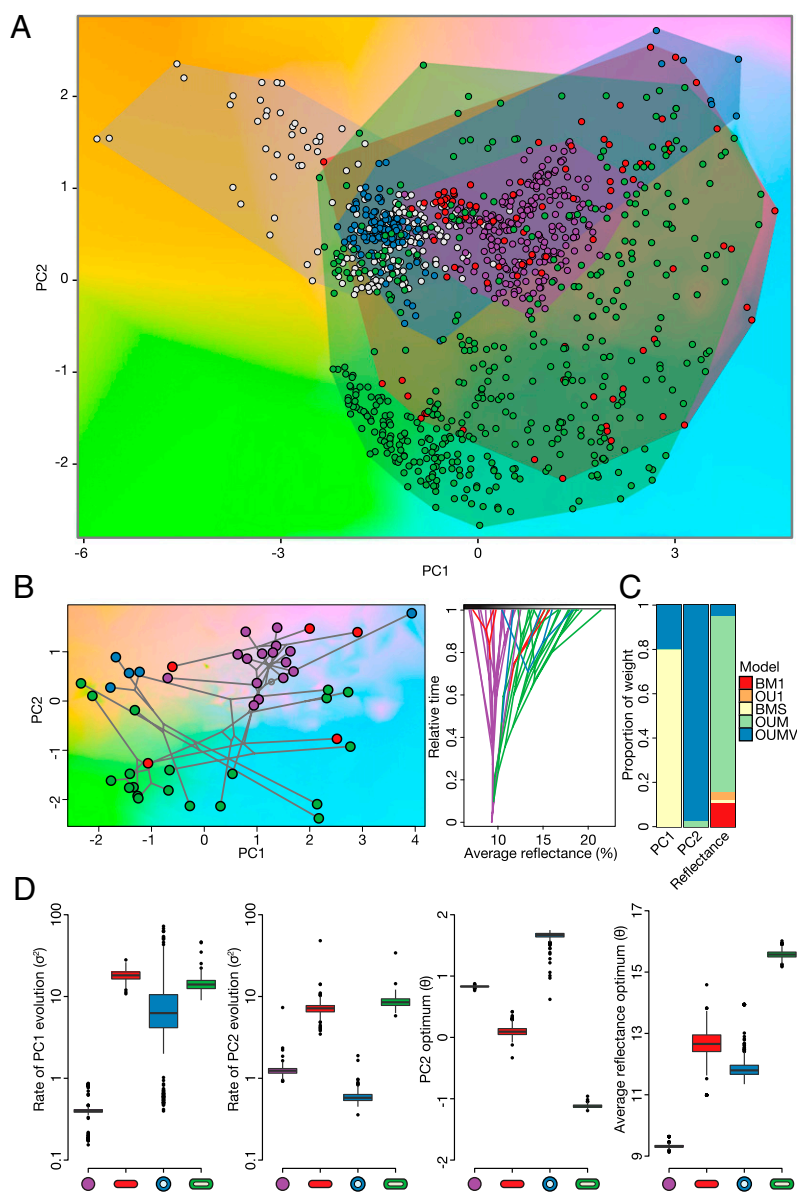 A
PC2
2
1
0
-1
-2
-6
-3
0
3
PC1
B
PC2
1
0
-1
-2
-2
-1
0
1
2
3
4
PC1
Relative time
1
0.8
0.6
0.4
0.2
0
10
15
20
Average reflectance (%)
C
Proportion of weight
1
0.8
0.6
0.4
0.2
0
PC1
PC2
Reflectance
Model
BM1
OU1
BMS
OUM
OUMV
D
Rate of PC1 evolution (σ²)
100
10
1
0.1
Rate of PC2 evolution (σ²)
100
10
1
0.1
PC2 optimum (θ)
2
1
0
-1
-2
Average reflectance optimum (θ)
17
15
13
11
9